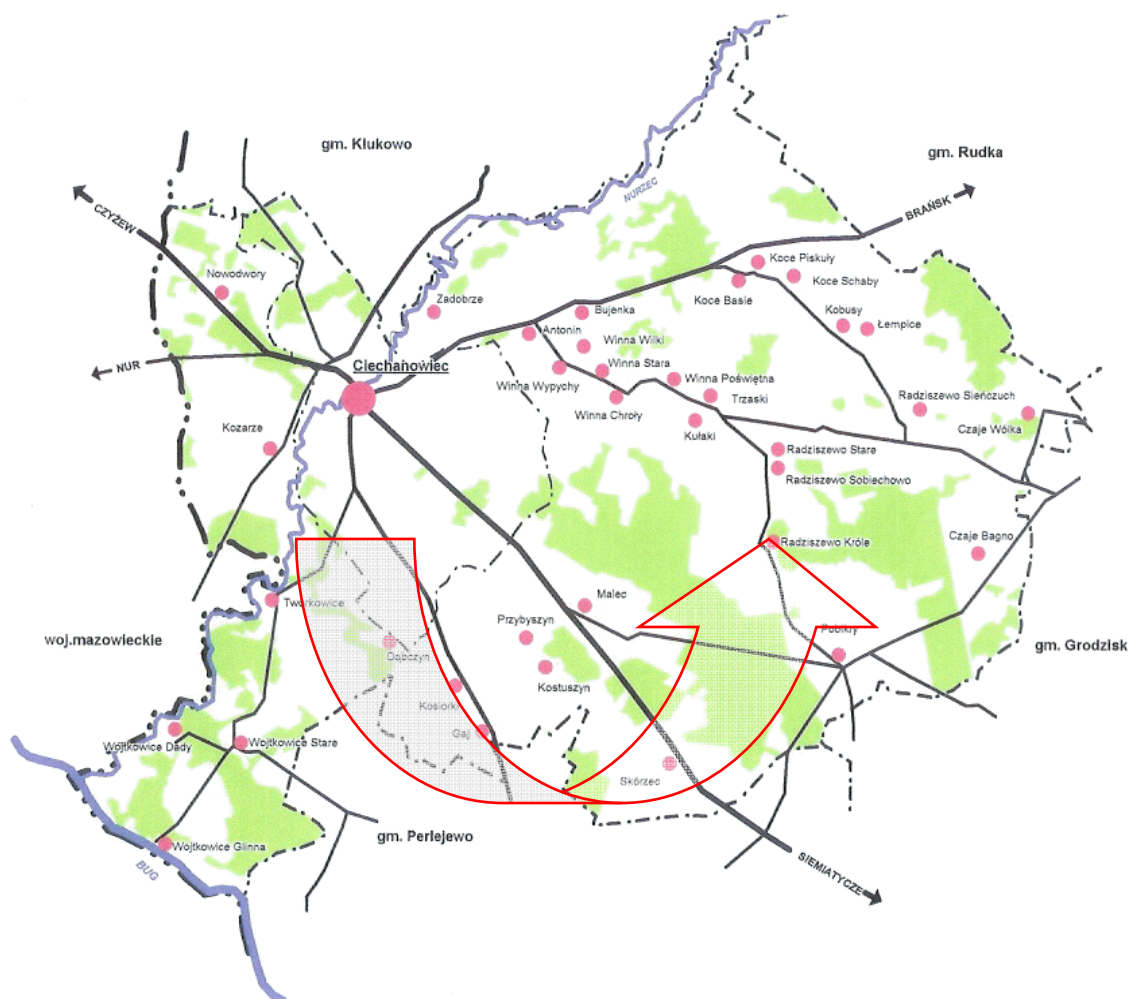 gm. Klukowo
gm. Rudka
NURZEC
CZYŻEW
BRAŃSK
Koce Piskuły
Nowodwory
Koce Schaby
Koce Basie
Zadobrze
Bujenka
Kobusy
Łempice
Antonin
Winna Wilki
NUR
Ciechanowiec
Winna Stara
Winna Wypychy
Winna Poświętna
Trzaski
Radziszewo Sieńczuch
Winna Chroły
Kułaki
Czaje Wólka
Kozarze
Radziszewo Stare
Radziszewo Sobiechowo
Radziszewo Króle
Czaje Bagno
Tworkowice
Malec
Przybyszyn
Pobikry
woj.mazowieckie
gm. Grodzisk
Dąbczyn
Kostuszyn
Kosiorki
Gaj
Wojtkowice Dady
Wojtkowice Stare
Skórzec
gm. Perlejewo
Wojtkowice Glinna
BUG
SIEMIATYCZE